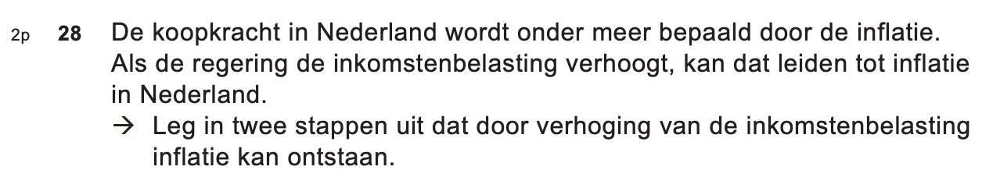 2p 28 De koopkracht in Nederland wordt onder meer bepaald door de inflatie.
Als de regering de inkomstenbelasting verhoogt, kan dat leiden tot inflatie
in Nederland.
→ Leg in twee stappen uit dat door verhoging van de inkomstenbelasting
inflatie kan ontstaan.